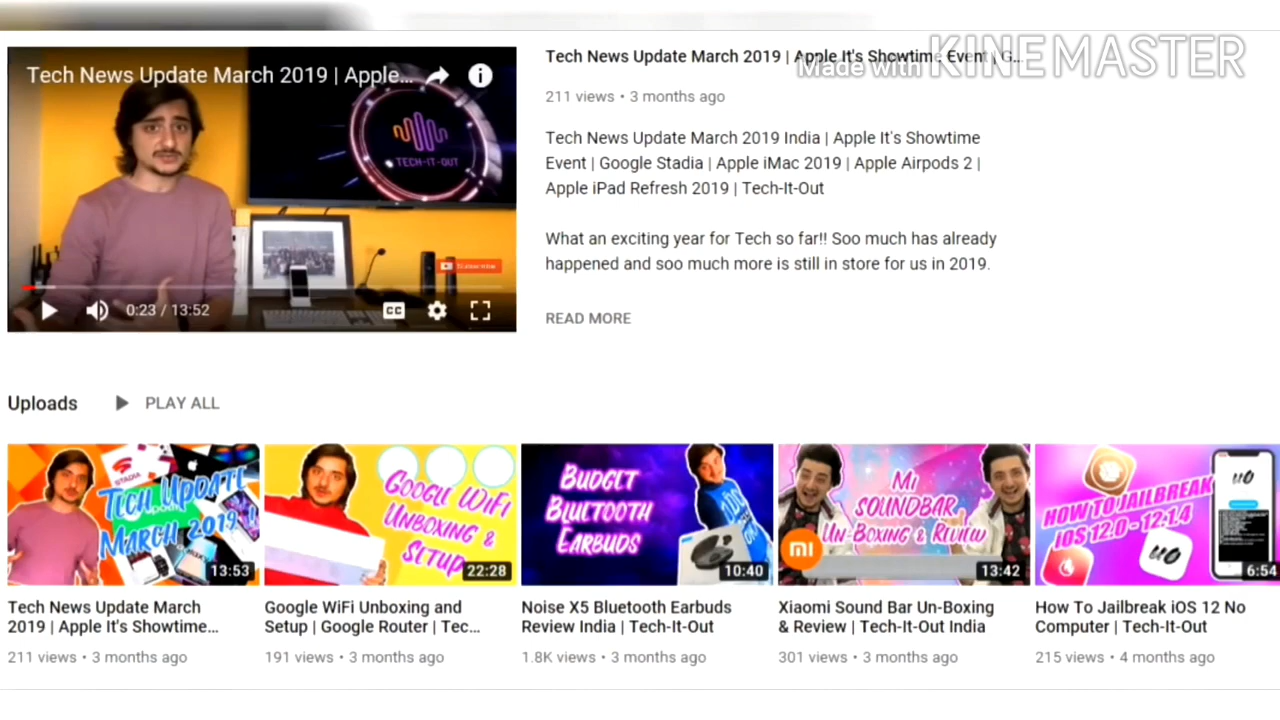 Made with KINEMASTER
Tech News Update March 2019 | Apple...
TECH-IT-OUT
0:23 / 13:52
CC
Tech News Update March 2019 | Apple It's Showtime Event | G...
211 views • 3 months ago
Tech News Update March 2019 India | Apple It's Showtime
Event | Google Stadia | Apple iMac 2019 | Apple Airpods 2 |
Apple iPad Refresh 2019 | Tech-It-Out
What an exciting year for Tech so far!! Soo much has already
happened and soo much more is still in store for us in 2019.
READ MORE
Uploads
PLAY ALL
STADIA
TECH UPDATE
MARCH 2019
13:53
Tech News Update March
2019 | Apple It's Showtime...
211 views • 3 months ago
GOOGLE WIFI
UNBOXING &
SETUP
22:28
Google WiFi Unboxing and
Setup | Google Router | Tec...
191 views • 3 months ago
BUDGET
BLUETOOTH
EARBUDS
10:40
Noise X5 Bluetooth Earbuds
Review India | Tech-It-Out
1.8K views • 3 months ago
MI
SOUNDBAR
UN-BOXING & REVIEW
mi
13:42
Xiaomi Sound Bar Un-Boxing
& Review | Tech-It-Out India
301 views • 3 months ago
HOW TO JAILBREAK
iOS 12.0 - 12.1.4
uO
uO
6:54
How To Jailbreak iOS 12 No
Computer | Tech-It-Out
215 views • 4 months ago